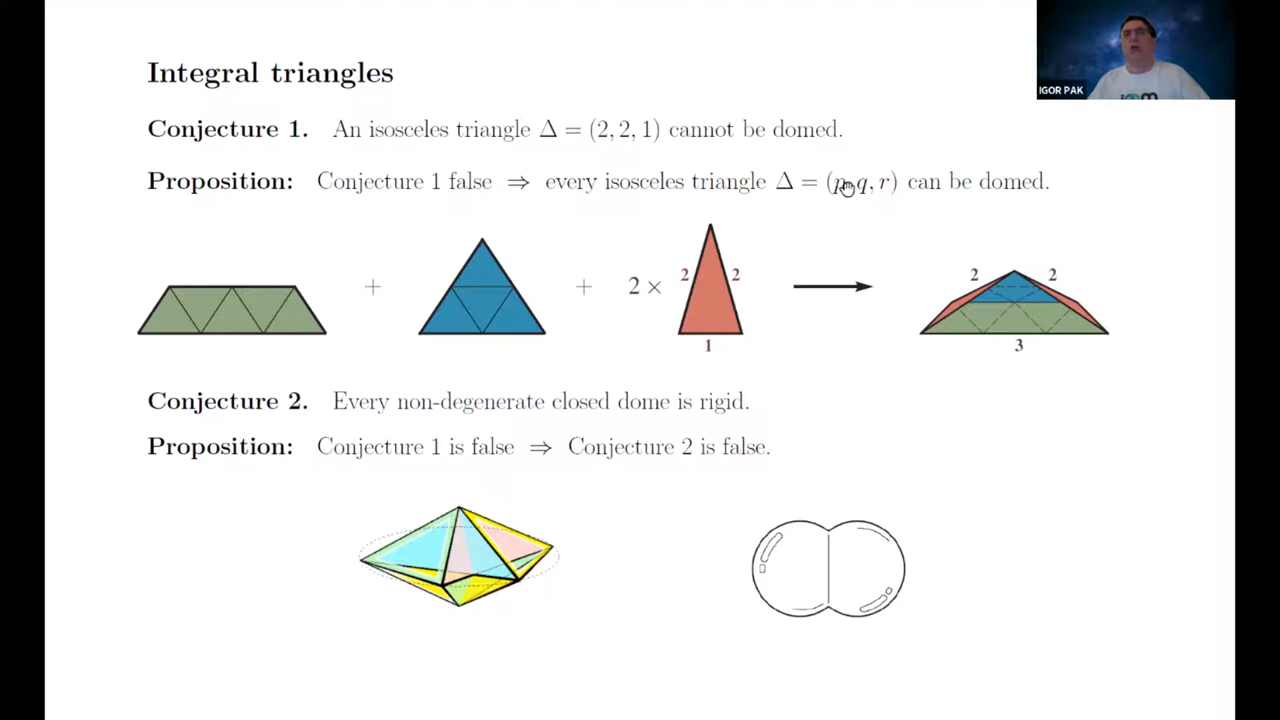 IGOR PAK
Integral triangles
Conjecture 1. An isosceles triangle Δ = (2, 2, 1) cannot be domed.
Proposition: Conjecture 1 false ⇒ every isosceles triangle Δ = (p, q, r) can be domed.
+ + 2 × 2 2 1 2 2 3
Conjecture 2. Every non-degenerate closed dome is rigid.
Proposition: Conjecture 1 is false ⇒ Conjecture 2 is false.